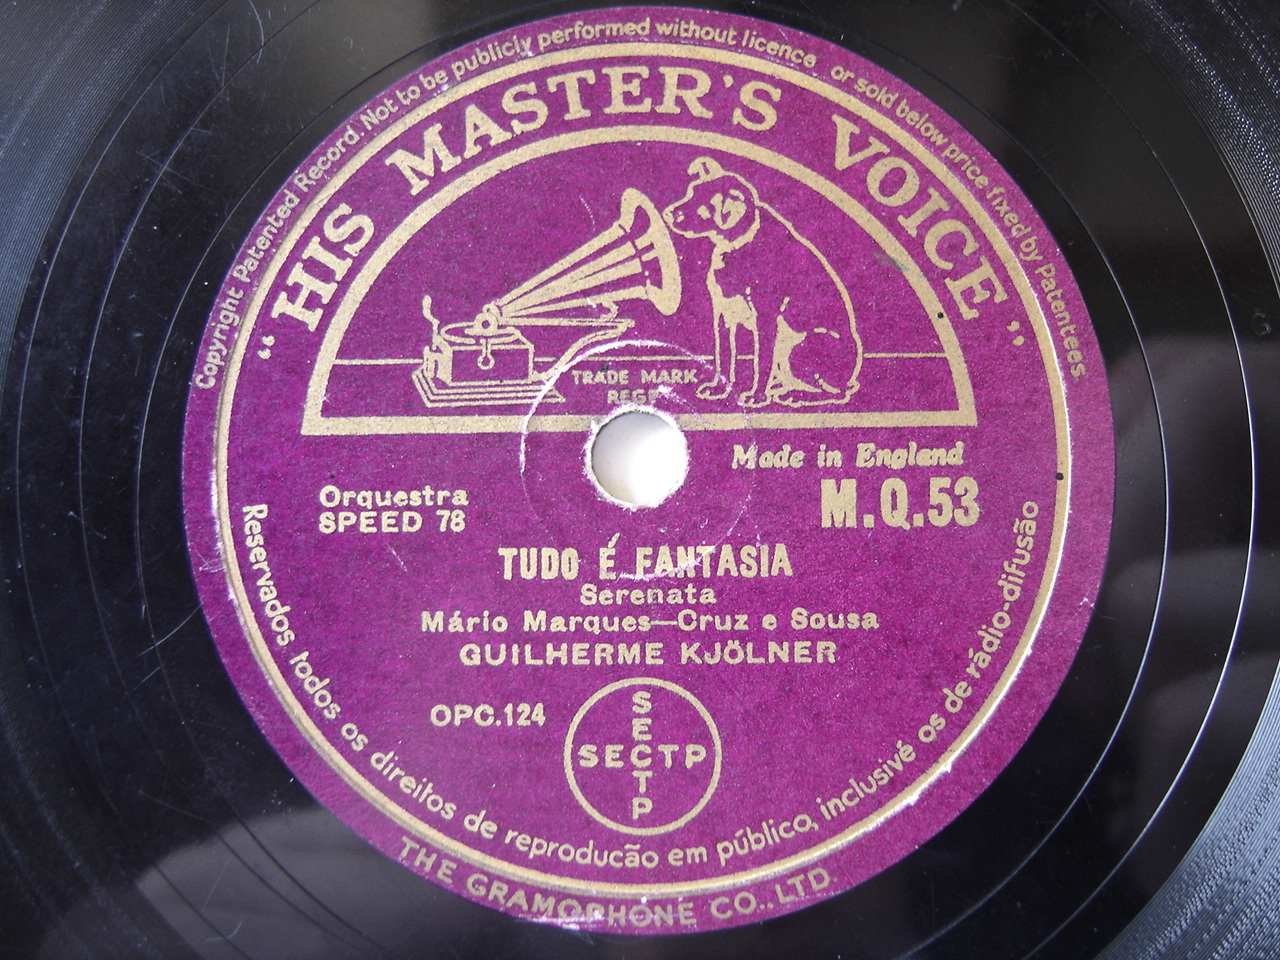 Copyright Patented Record. Not to be publicly performed without licence or sold below price fixed by Patentees.
“HIS MASTER'S VOICE”
TRADE MARK
REGD
Made in England
Orquestra
SPEED 78
M.Q.53
TUDO É FANTASIA
Serenata
Mário Marques—Cruz e Sousa
GUILHERME KJÖLNER
OPC.124
SECTP
SECTP
Reservados todos os direitos de reproducão em público, inclusivé os de rádio-difusão
THE GRAMOPHONE CO., LTD.